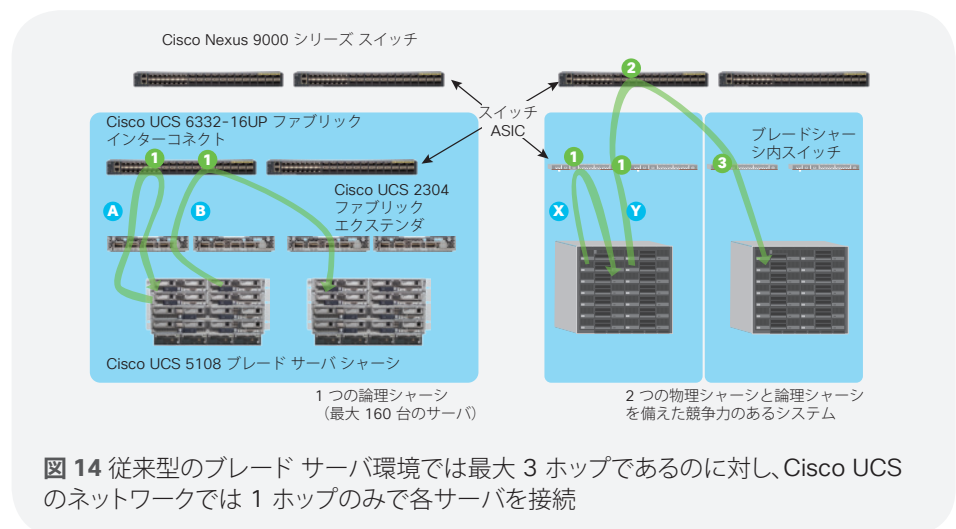 Cisco Nexus 9000 シリーズ スイッチ
2
スイッチ
ASIC
Cisco UCS 6332-16UP ファブリック
インターコネクト
1
1
Cisco UCS 2304
ファブリック
エクステンダ
A
B
Cisco UCS 5108 ブレード サーバ シャーシ
ブレードシャー
シ内スイッチ
1
1
3
X
Y
1 つの論理シャーシ
（最大 160 台のサーバ）
2 つの物理シャーシと論理シャーシ
を備えた競争力のあるシステム
図 14 従来型のブレード サーバ環境では最大 3 ホップであるのに対し、Cisco UCS
のネットワークでは 1 ホップのみで各サーバを接続